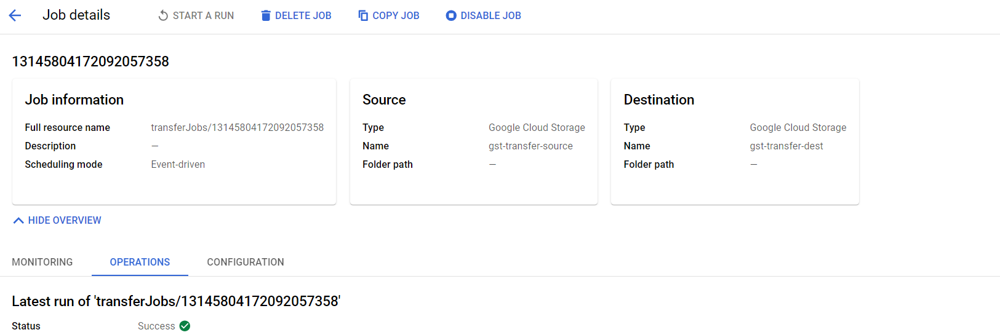 Job details START A RUN DELETE JOB COPY JOB DISABLE JOB
13145804172092057358
Job information
Full resource name transferJobs/13145804172092057358
Description —
Scheduling mode Event-driven
Source
Type Google Cloud Storage
Name gst-transfer-source
Folder path —
Destination
Type Google Cloud Storage
Name gst-transfer-dest
Folder path —
HIDE OVERVIEW
MONITORING OPERATIONS CONFIGURATION
Latest run of 'transferJobs/13145804172092057358'
Status Success